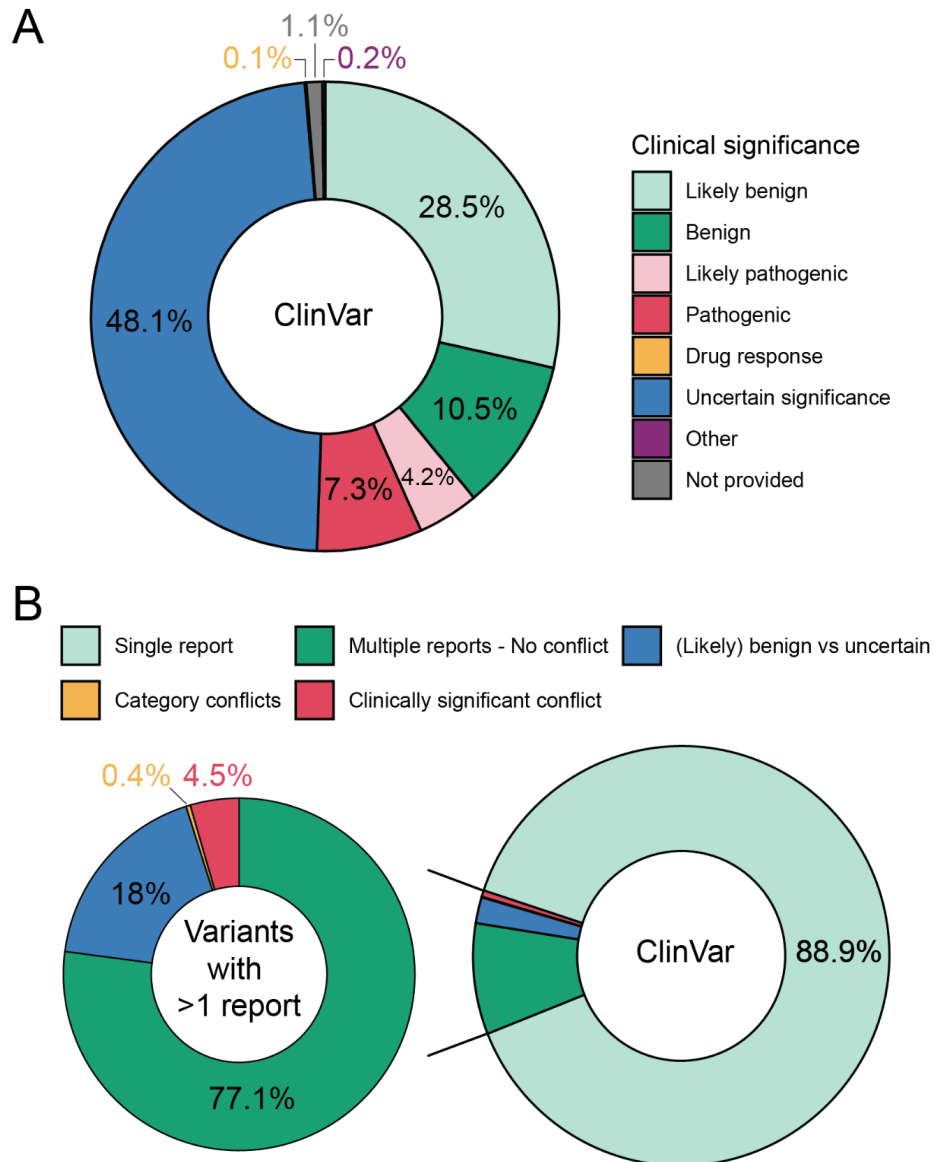 A
1.1%
0.1%
0.2%
28.5%
48.1%
ClinVar
10.5%
7.3%
4.2%
Clinical significance
Likely benign
Benign
Likely pathogenic
Pathogenic
Drug response
Uncertain significance
Other
Not provided
B
Single report
Multiple reports - No conflict
(Likely) benign vs uncertain
Category conflicts
Clinically significant conflict
0.4%
4.5%
18%
Variants
with
>1 report
77.1%
ClinVar
88.9%